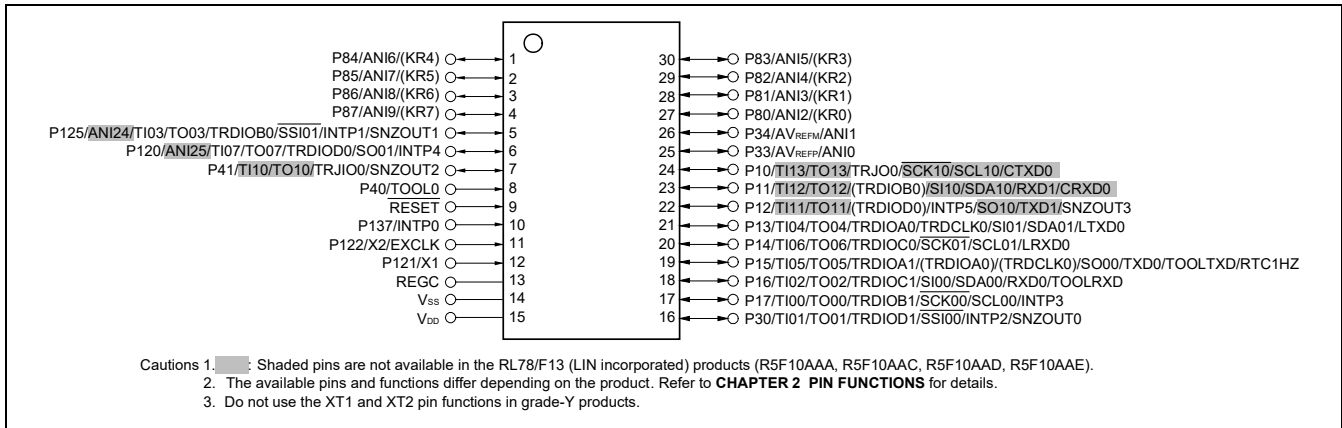 P84/ANI6/(KR4) 1
P85/ANI7/(KR5) 2
P86/ANI8/(KR6) 3
P87/ANI9/(KR7) 4
P125/ANI24/TI03/TO03/TRDIOB0/SSI01/INTP1/SNZOUT1 5
P120/ANI25/TI07/TO07/TRDIOD0/SO01/INTP4 6
P41/TI10/TO10/TRJIO0/SNZOUT2 7
P40/TOOL0 8
RESET 9
P137/INTP0 10
P122/X2/EXCLK 11
P121/X1 12
REGC 13
VSS 14
VDD 15
30 P83/ANI5/(KR3)
29 P82/ANI4/(KR2)
28 P81/ANI3/(KR1)
27 P80/ANI2/(KR0)
26 P34/AVREFM/ANI1
25 P33/AVREFP/ANI0
24 P10/TI13/TO13/TRJO0/SCK10/SCL10/CTXD0
23 P11/TI12/TO12/(TRDIOB0)/SI10/SDA10/RXD1/CRXD0
22 P12/TI11/TO11/(TRDIOD0)/INTP5/SO10/TXD1/SNZOUT3
21 P13/TI04/TO04/TRDIOA0/TRDCLK0/SI01/SDA01/LTXD0
20 P14/TI06/TO06/TRDIOC0/SCK01/SCL01/LRXD0
19 P15/TI05/TO05/TRDIOA1/(TRDIOA0)/(TRDCLK0)/SO00/TXD0/TOOLTXD/RTC1HZ
18 P16/TI02/TO02/TRDIOC1/SI00/SDA00/RXD0/TOOLRXD
17 P17/TI00/TO00/TRDIOB1/SCK00/SCL00/INTP3
16 P30/TI01/TO01/TRDIOD1/SSI00/INTP2/SNZOUT0
Cautions 1. : Shaded pins are not available in the RL78/F13 (LIN incorporated) products (R5F10AAA, R5F10AAC, R5F10AAD, R5F10AAE).
2. The available pins and functions differ depending on the product. Refer to CHAPTER 2 PIN FUNCTIONS for details.
3. Do not use the XT1 and XT2 pin functions in grade-Y products.